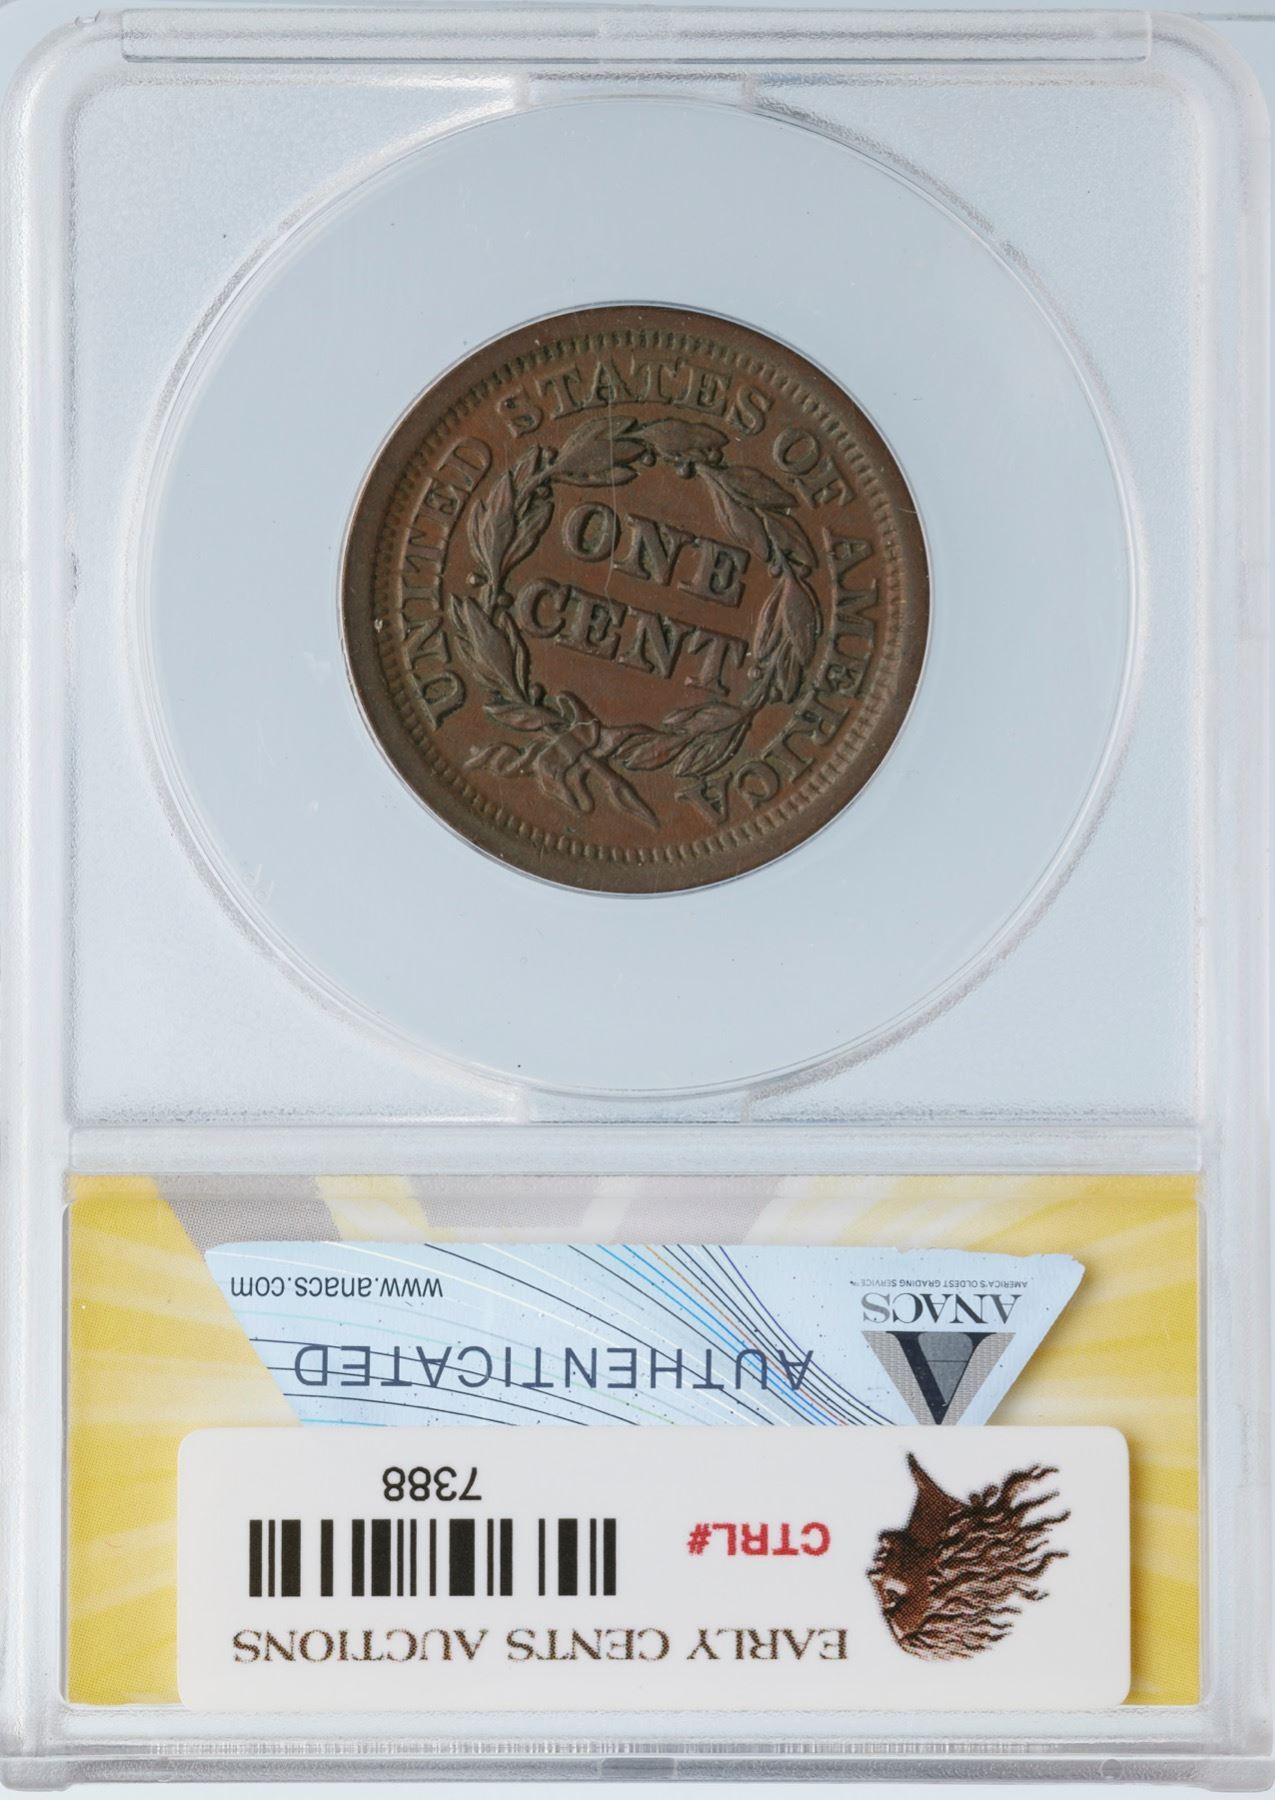 UNITED STATES OF AMERICA
ONE
CENT
EARLY CENTS AUCTIONS
CTRL#
7388
AUTHENTICATED
ANACS
AMERICA'S OLDEST GRADING SERVICE™
www.anacs.com